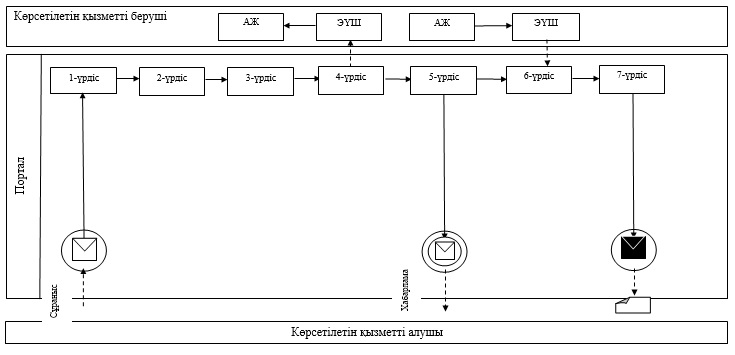 Көрсетілетін қызметті беруші
АЖ
ЭҮШ
АЖ
ЭҮШ
Портал
1-үрдіс
2-үрдіс
3-үрдіс
4-үрдіс
5-үрдіс
6-үрдіс
7-үрдіс
Сұраныс
Хабарлама
Көрсетілетін қызметті алушы